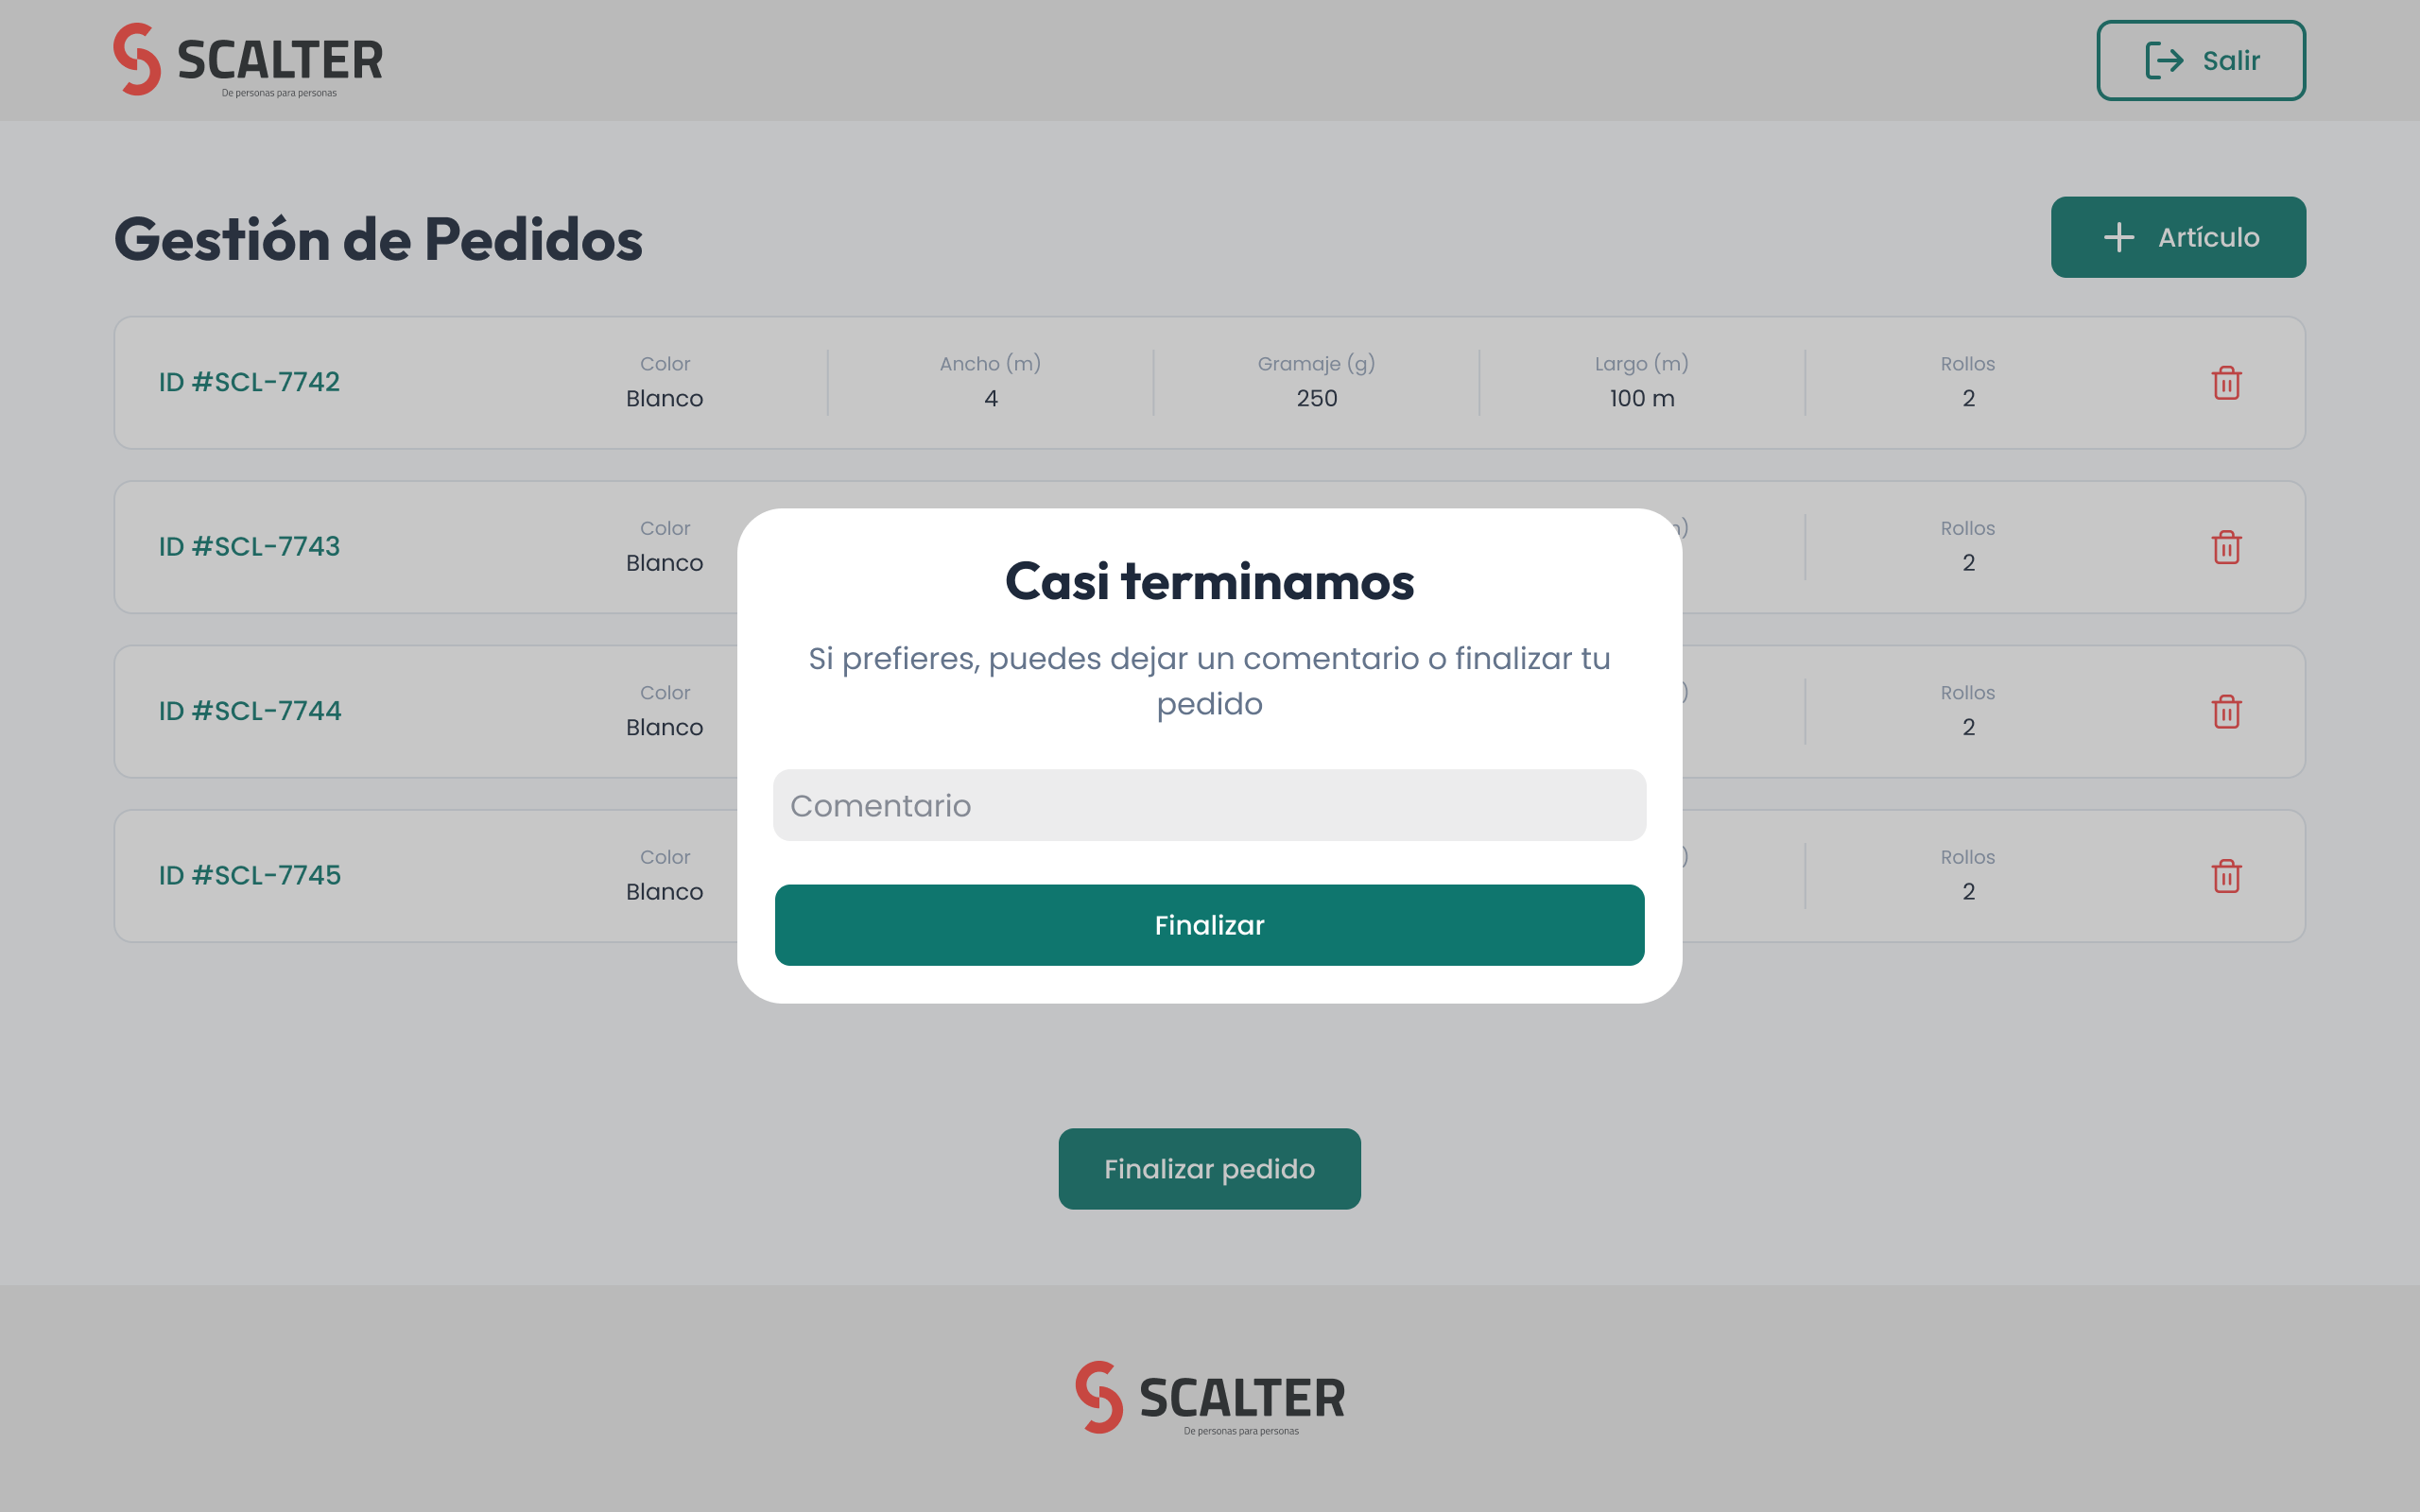 SCALTER
De personas para personas
Salir
Gestión de Pedidos
Artículo
ID #SCL-7742
Color
Blanco
Ancho (m)
4
Gramaje (g)
250
Largo (m)
100 m
Rollos
2
ID #SCL-7743
Color
Blanco
Rollos
2
ID #SCL-7744
Color
Blanco
Rollos
2
ID #SCL-7745
Color
Blanco
Rollos
2
Casi terminamos
Si prefieres, puedes dejar un comentario o finalizar tu
pedido
Comentario
Finalizar
Finalizar pedido
SCALTER
De personas para personas